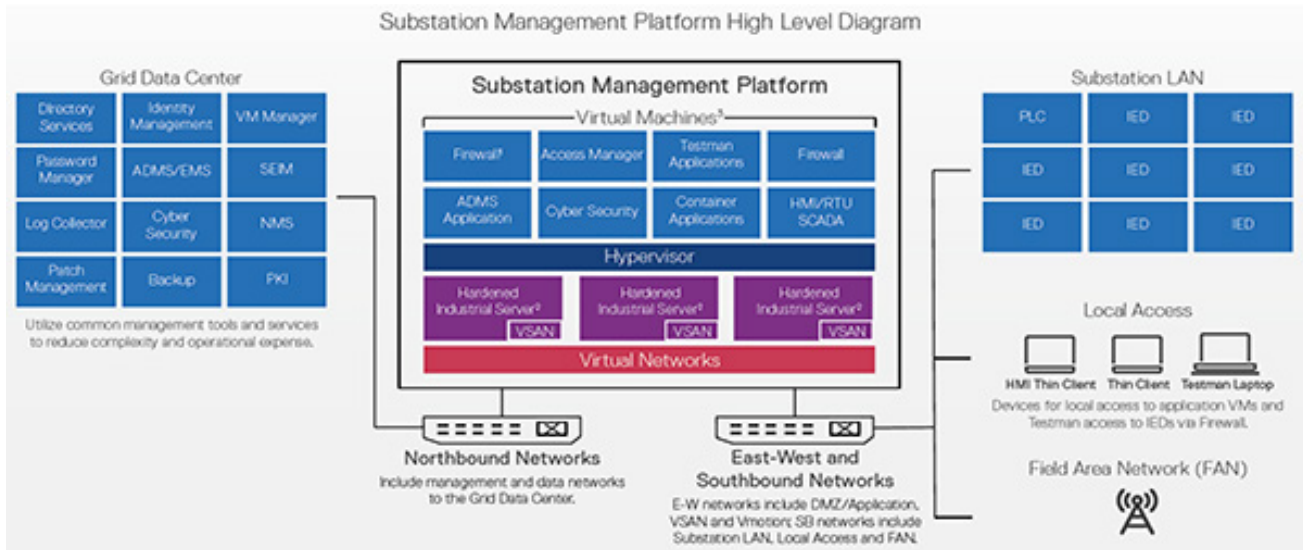 Substation Management Platform High Level Diagram
Grid Data Center
Directory
Services
Identity
Management
VM Manager
Password
Manager
ADMS/EMS
SEIM
Log Collector
Cyber
Security
NMS
Patch
Management
Backup
PKI
Utilize common management tools and services
to reduce complexity and operational expense.
Substation Management Platform
Virtual Machines³
Firewall¹
Access Manager
Testman
Applications
Firewall
ADMS
Application
Cyber Security
Container
Applications
HMI/RTU
SCADA
Hypervisor
Hardened
Industrial Server²
VSAN
Hardened
Industrial Server²
VSAN
Hardened
Industrial Server²
VSAN
Virtual Networks
Northbound Networks
Include management and data networks
to the Grid Data Center.
East-West and
Southbound Networks
E-W networks include DMZ/Application,
VSAN and Vmotion; SB networks include
Substation LAN, Local Access and FAN.
Substation LAN
PLC
IED
IED
IED
IED
IED
IED
IED
IED
Local Access
HMI Thin Client
Thin Client
Testman Laptop
Devices for local access to application VMs and
Testman access to IEDs via Firewall.
Field Area Network (FAN)